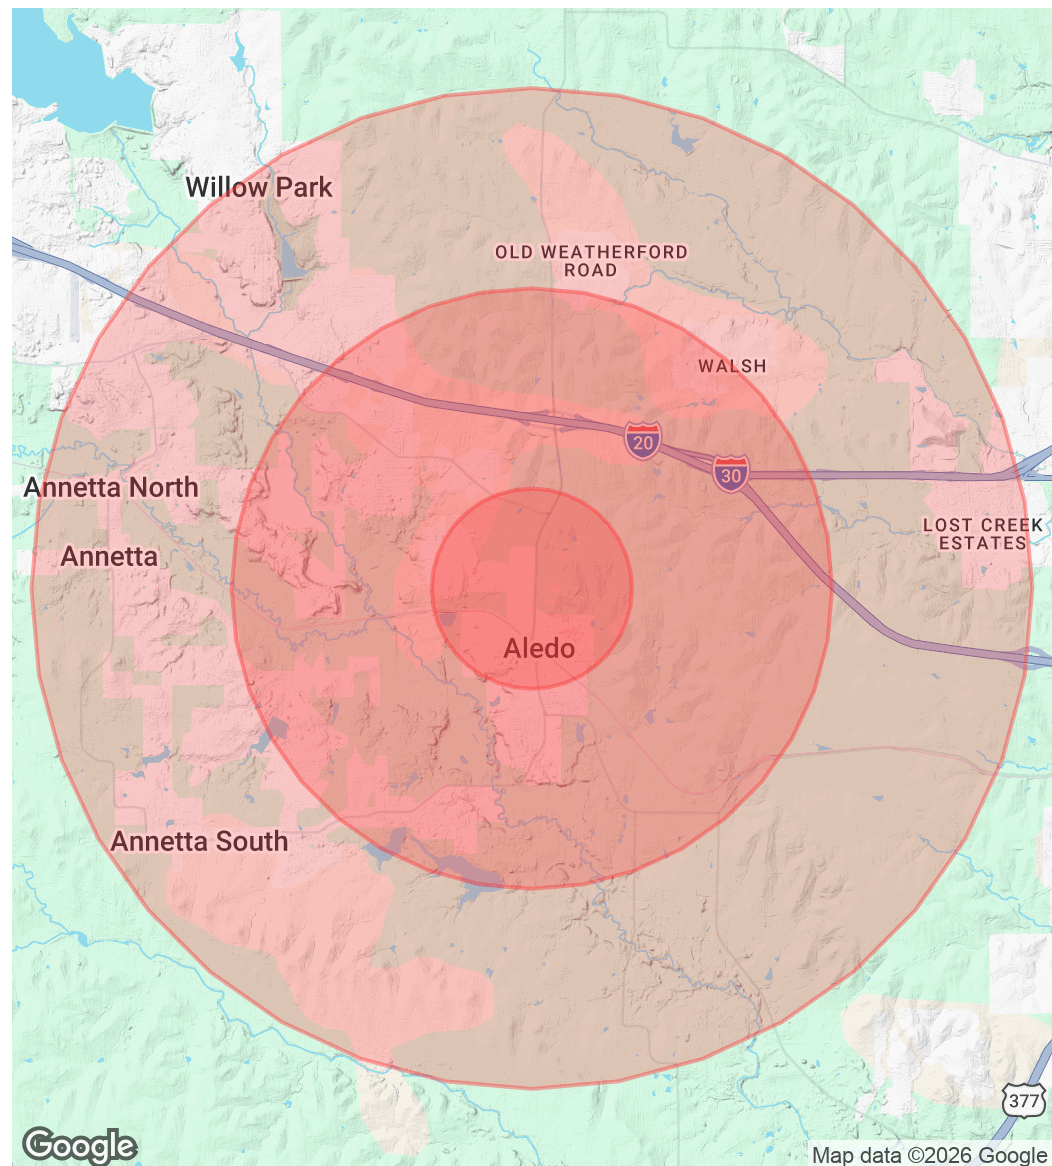 Willow Park
OLD WEATHERFORD
ROAD
WALSH
20
30
Annetta North
LOST CREEK
ESTATES
Annetta
Aledo
Annetta South
377
Google
Map data ©2026 Google